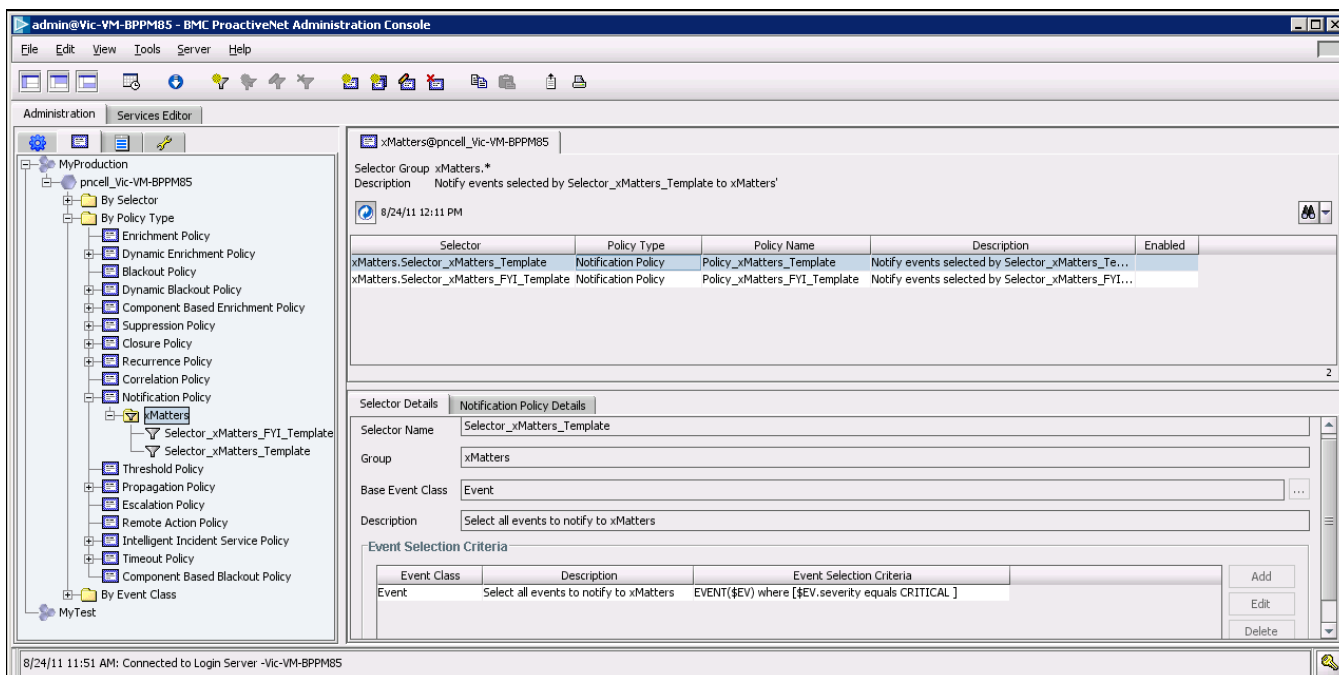 admin@Vic-VM-BPPM85 - BMC ProactiveNet Administration Console
File Edit View Tools Server Help
Administration Services Editor
MyProduction
pncell_Vic-VM-BPPM85
By Selector
By Policy Type
Enrichment Policy
Dynamic Enrichment Policy
Blackout Policy
Dynamic Blackout Policy
Component Based Enrichment Policy
Suppression Policy
Closure Policy
Recurrence Policy
Correlation Policy
Notification Policy
xMatters
Selector_xMatters_FYI_Template
Selector_xMatters_Template
Threshold Policy
Propagation Policy
Escalation Policy
Remote Action Policy
Intelligent Incident Service Policy
Timeout Policy
Component Based Blackout Policy
By Event Class
MyTest
xMatters@pncell_Vic-VM-BPPM85
Selector Group xMatters.*
Description Notify events selected by Selector_xMatters_Template to xMatters'
8/24/11 12:11 PM
Selector Policy Type Policy Name Description Enabled
xMatters.Selector_xMatters_Template Notification Policy Policy_xMatters_Template Notify events selected by Selector_xMatters_Te...
xMatters.Selector_xMatters_FYI_Template Notification Policy Policy_xMatters_FYI_Template Notify events selected by Selector_xMatters_FYI...
2
Selector Details Notification Policy Details
Selector Name Selector_xMatters_Template
Group xMatters
Base Event Class Event ...
Description Select all events to notify to xMatters
Event Selection Criteria
Event Class Description Event Selection Criteria
Event Select all events to notify to xMatters EVENT($EV) where [$EV.severity equals CRITICAL ]
Add
Edit
Delete
8/24/11 11:51 AM: Connected to Login Server -Vic-VM-BPPM85